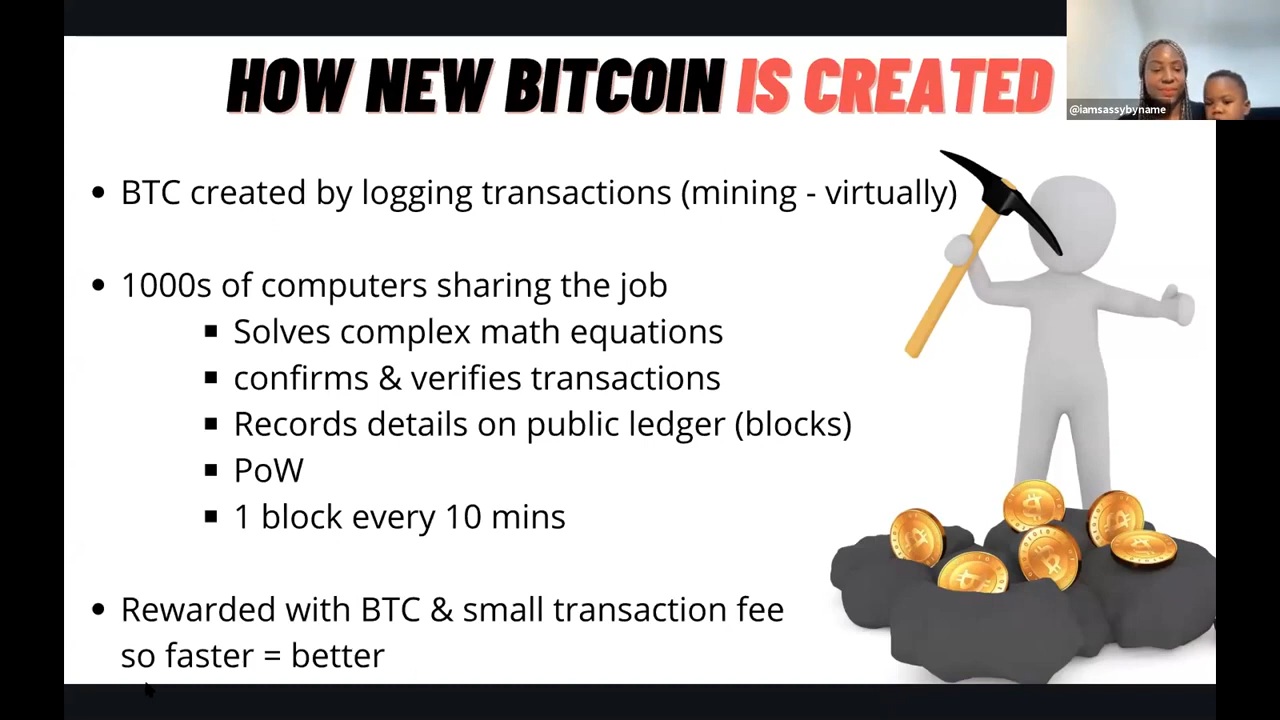 HOW NEW BITCOIN IS CREATED
@iamsassybyname
BTC created by logging transactions (mining - virtually)
1000s of computers sharing the job
Solves complex math equations
confirms & verifies transactions
Records details on public ledger (blocks)
PoW
1 block every 10 mins
Rewarded with BTC & small transaction fee
so faster = better